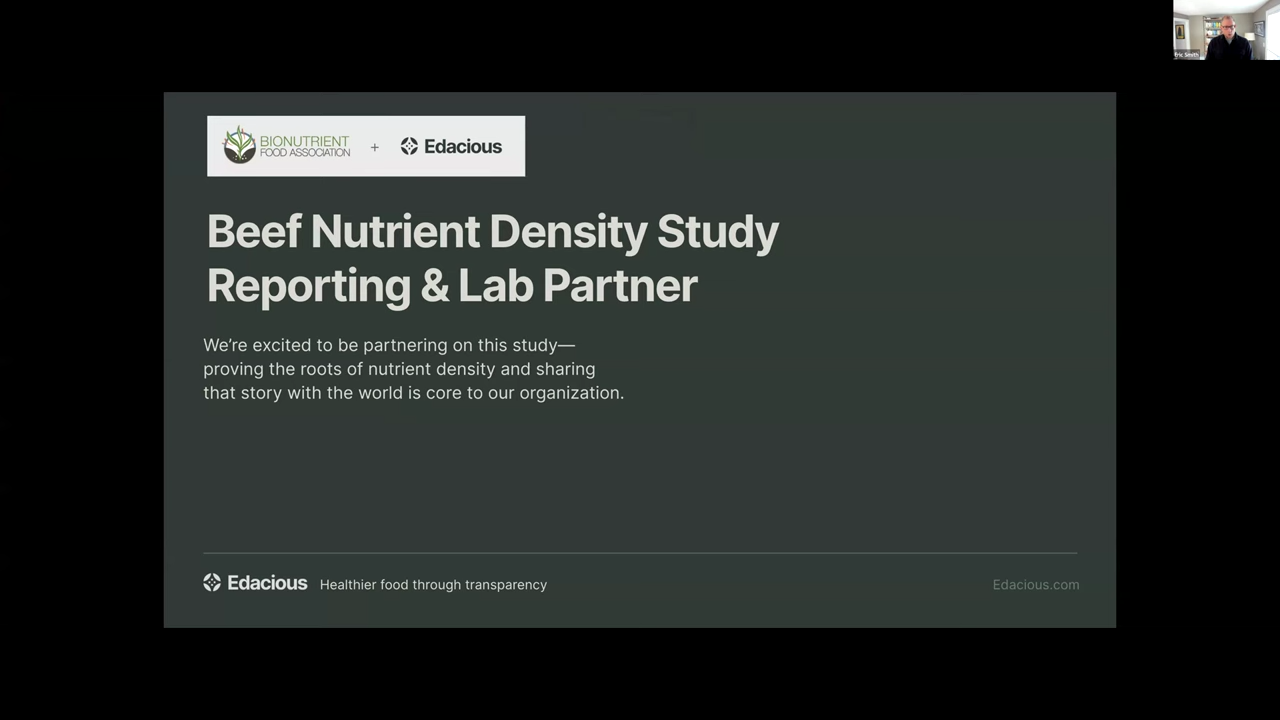 Eric Smith
BIONUTRIENT
FOOD ASSOCIATION
+
Edacious
Beef Nutrient Density Study
Reporting & Lab Partner
We’re excited to be partnering on this study—
proving the roots of nutrient density and sharing
that story with the world is core to our organization.
Edacious Healthier food through transparency
Edacious.com